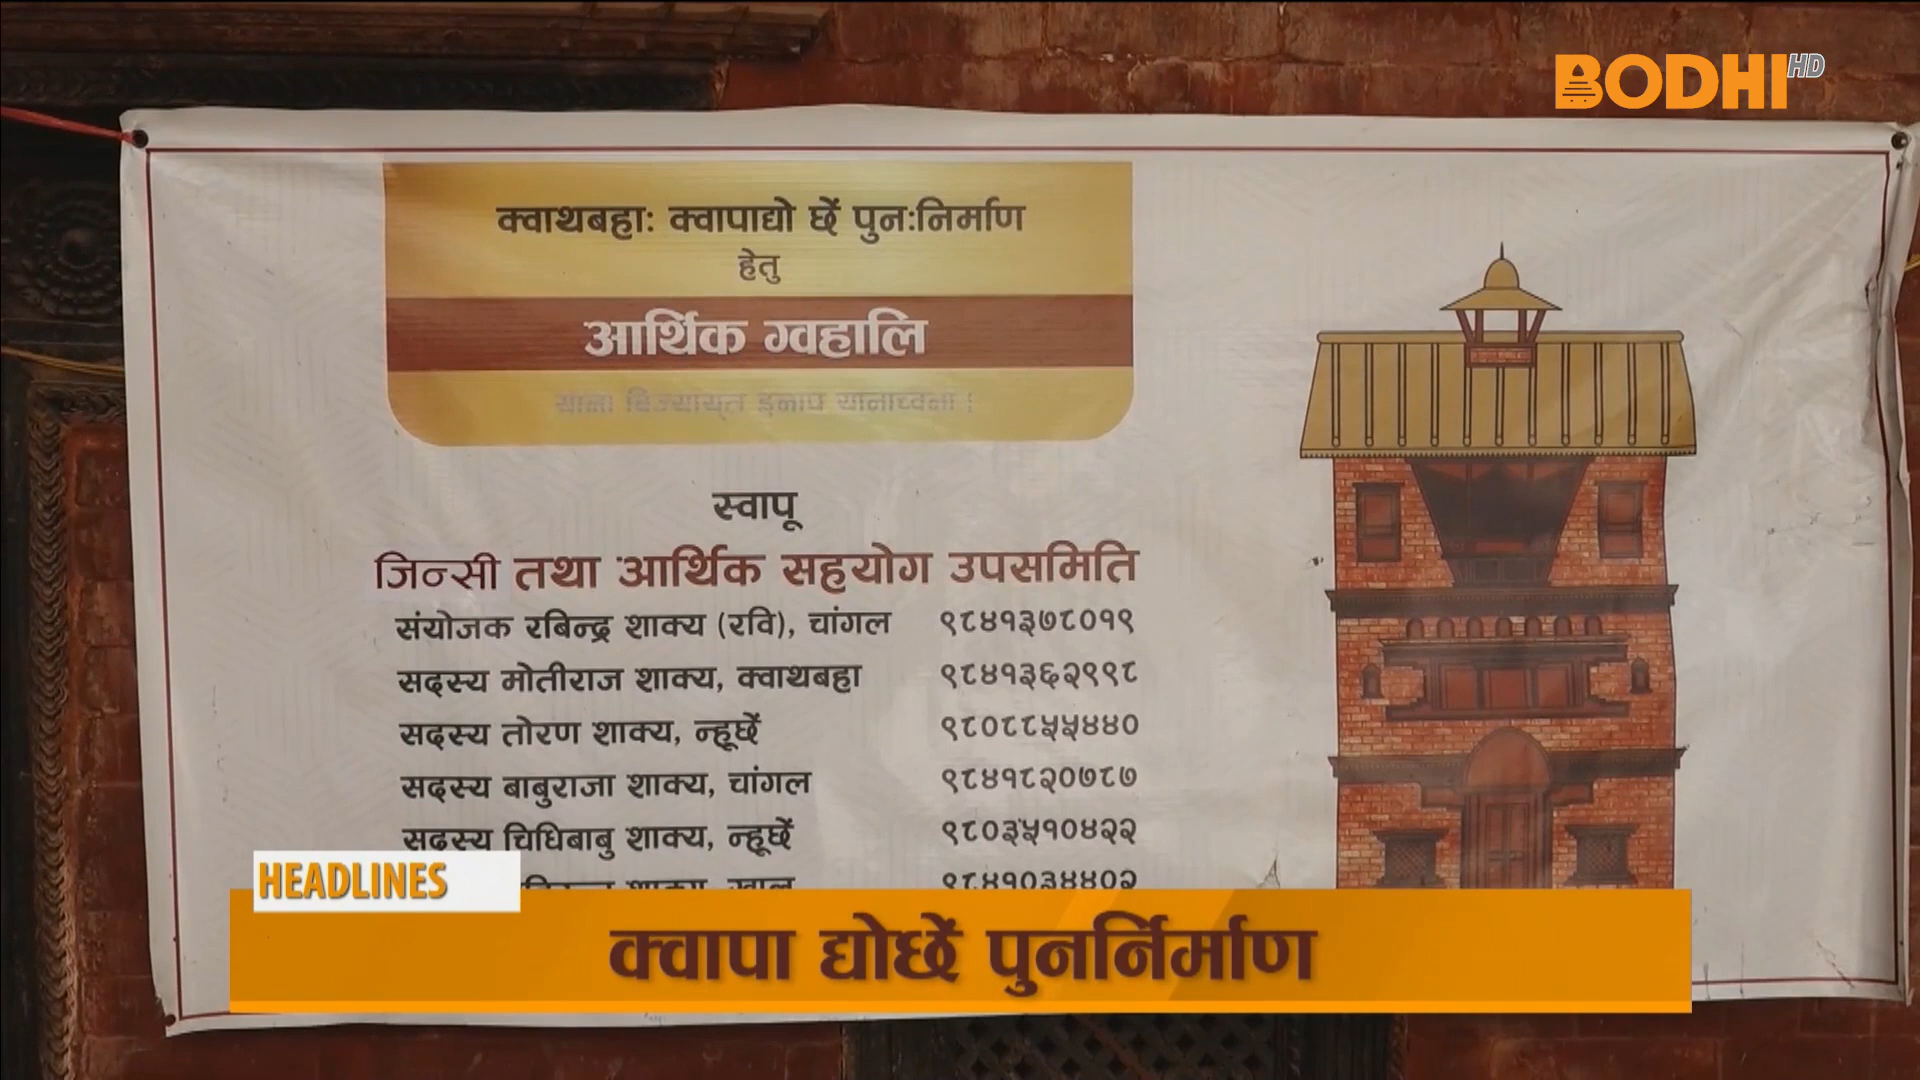 BODHI HD
क्वाथबहाः क्वापाद्यो छेँ पुनःनिर्माण
हेतु
आर्थिक ग्वहालि
स्वापू
जिन्सी तथा आर्थिक सहयोग उपसमिति
संयोजक रबिन्द्र शाक्य (रवि), चांगल ९८४१३७८०१९
सदस्य मोतीराज शाक्य, क्वाथबहा ९८४१३६२९९८
सदस्य तोरण शाक्य, न्हूछेँ ९८०८८५५४४०
सदस्य बाबुराजा शाक्य, चांगल ९८४१८२०७८७
सदस्य चिधिबाबु शाक्य, न्हूछेँ ९८०३५१०४२२
शाक्य, ९८४१०३४४०२
HEADLINES
क्वापा द्योछेँ पुनर्निर्माण